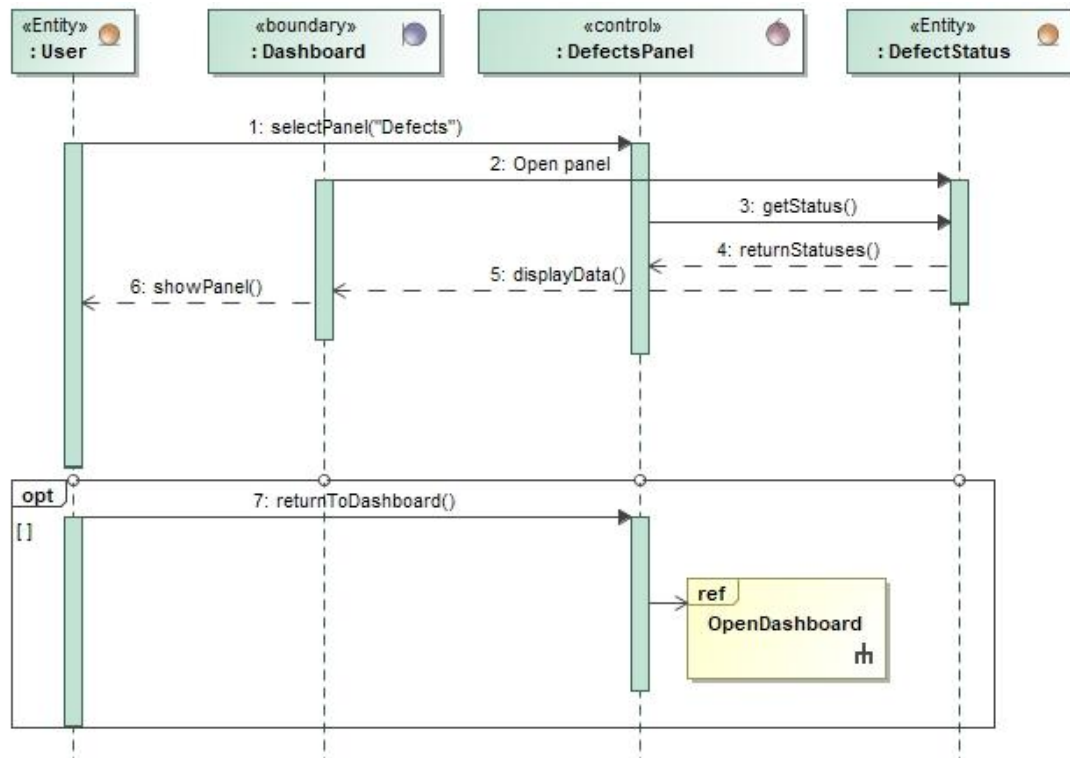 «Entity»
: User
«boundary»
: Dashboard
«control»
: DefectsPanel
«Entity»
: DefectStatus
1: selectPanel("Defects")
2: Open panel
3: getStatus()
4: returnStatuses()
5: displayData()
6: showPanel()
opt
7: returnToDashboard()
[ ]
ref
OpenDashboard